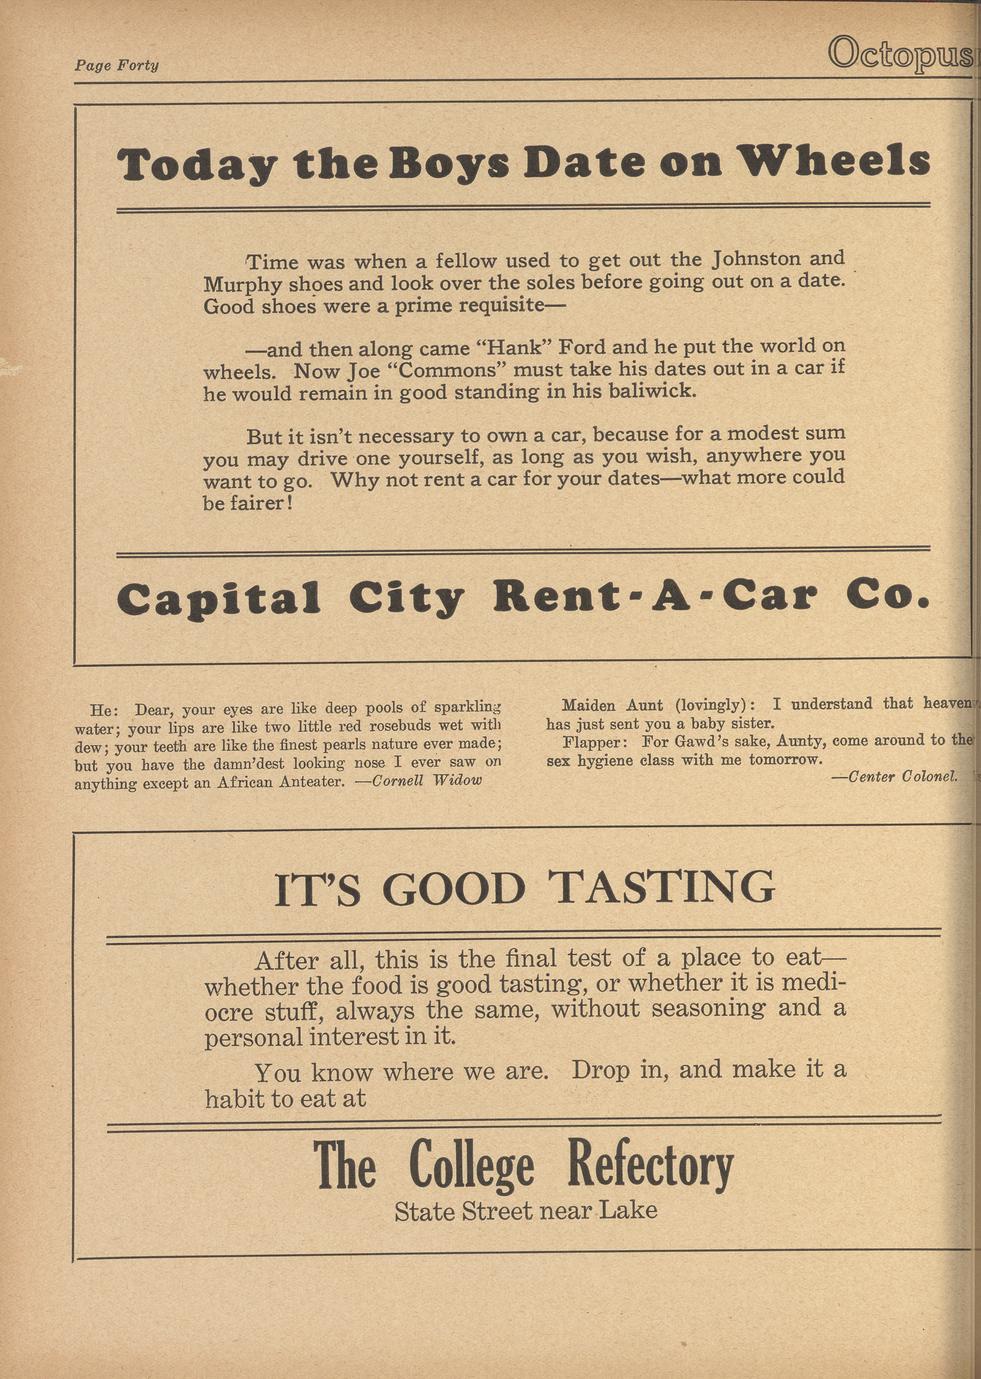 Page Forty
Octopus
Today the Boys Date on Wheels
Time was when a fellow used to get out the Johnston and
Murphy shoes and look over the soles before going out on a date.
Good shoes were a prime requisite—
—and then along came “Hank” Ford and he put the world on
wheels. Now Joe “Commons” must take his dates out in a car if
he would remain in good standing in his baliwick.
But it isn’t necessary to own a car, because for a modest sum
you may drive one yourself, as long as you wish, anywhere you
want to go. Why not rent a car for your dates—what more could
be fairer!
Capital City Rent-A-Car Co.
He: Dear, your eyes are like deep pools of sparkling
water; your lips are like two little red rosebuds wet with
dew; your teeth are like the finest pearls nature ever made;
but you have the damn’dest looking nose I ever saw on
anything except an African Anteater. —Cornell Widow
Maiden Aunt (lovingly): I understand that heaven
has just sent you a baby sister.
Flapper: For Gawd’s sake, Aunty, come around to the
sex hygiene class with me tomorrow.
—Center Colonel.
IT’S GOOD TASTING
After all, this is the final test of a place to eat—
whether the food is good tasting, or whether it is medi-
ocre stuff, always the same, without seasoning and a
personal interest in it.
You know where we are. Drop in, and make it a
habit to eat at
The College Refectory
State Street near Lake